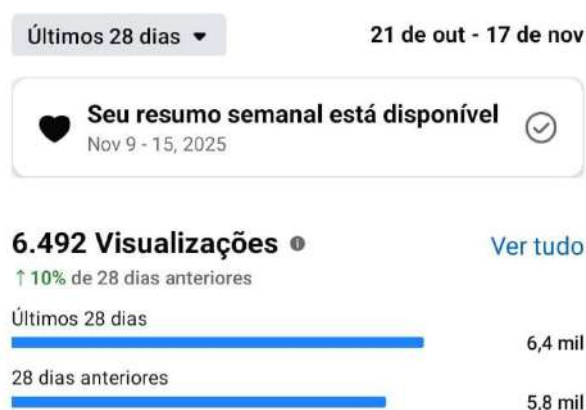 Últimos 28 dias
21 de out - 17 de nov
Seu resumo semanal está disponível
Nov 9 - 15, 2025
6.492 Visualizações
Ver tudo
↑ 10% de 28 dias anteriores
Últimos 28 dias
6,4 mil
28 dias anteriores
5,8 mil